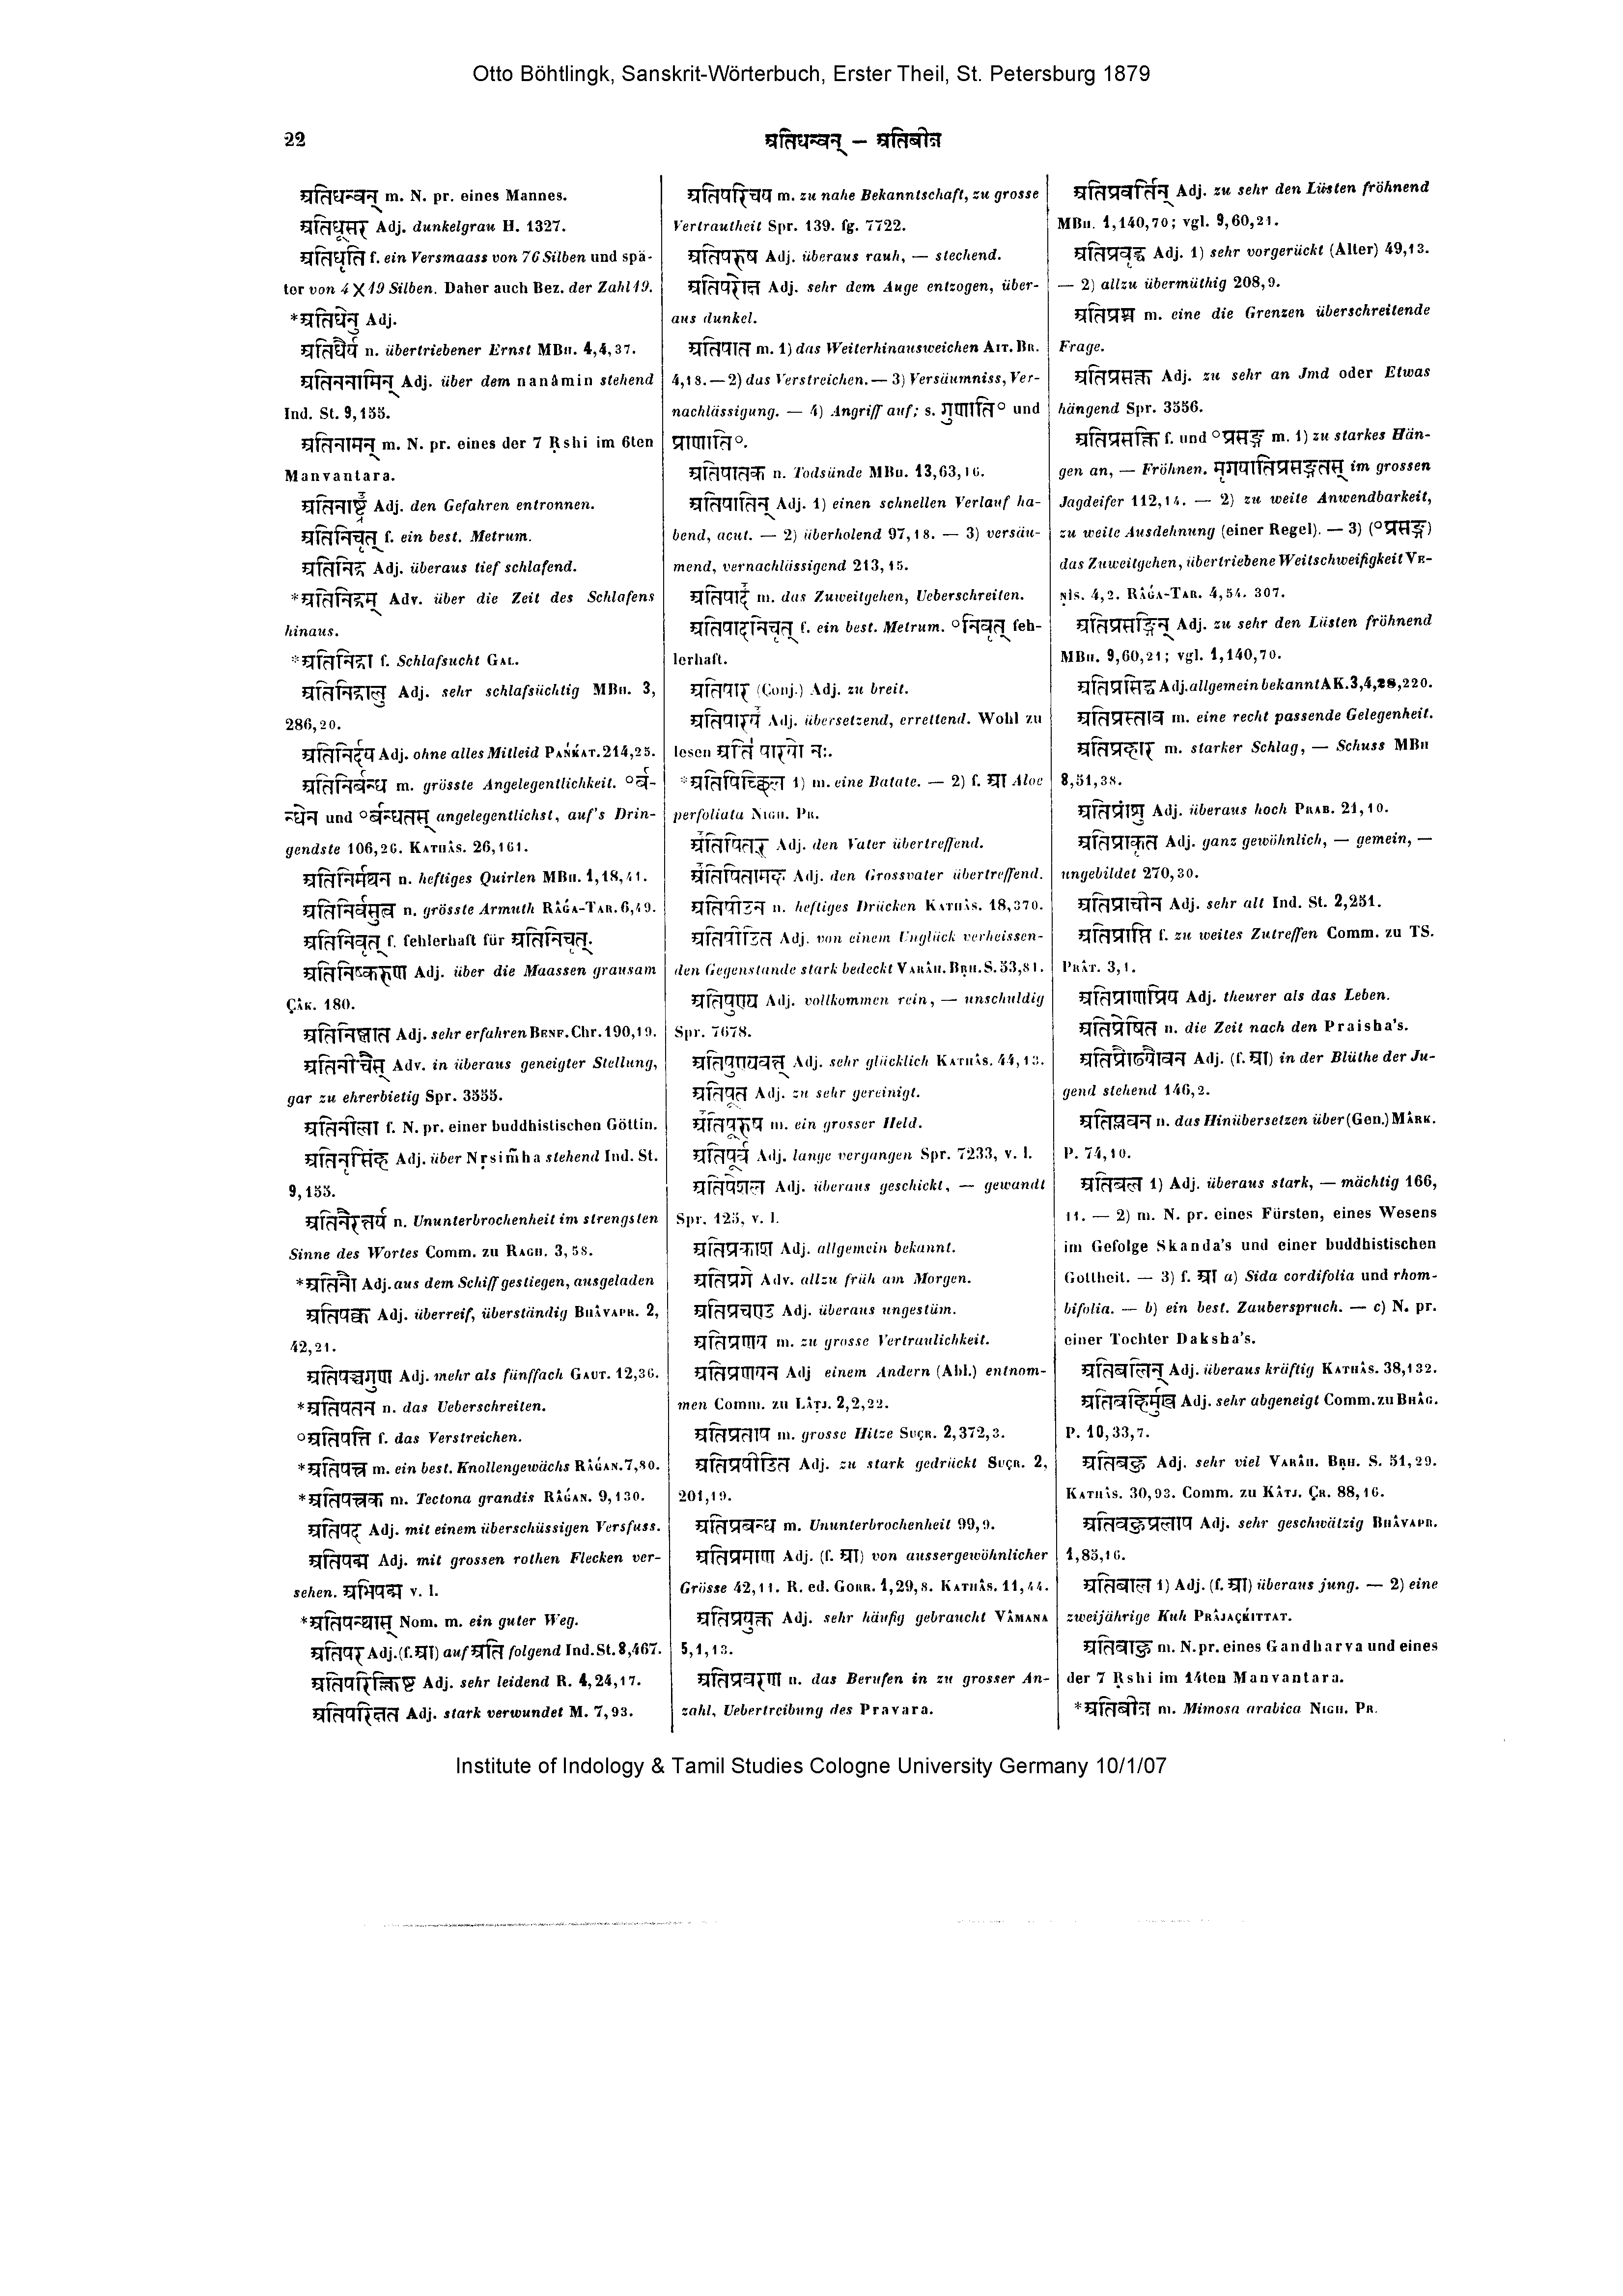 Otto Böhtlingk, Sanskrit-Wörterbuch, Erster Theil, St. Petersburg 1879
22
अतिधन्वन् — अतिबीज
अतिधन्वन् m. N. pr. eines Mannes.
अतिधूसर Adj. dunkelgrau H. 1327.
अतिधृति f. ein Versmaass von 76 Silben und spä-
ter von 4 X 19 Silben. Daher auch Bez. der Zahl 19.
*अतिधेनु Adj.
अतिधैर्य n. übertriebener Ernst MBH. 4,4,37.
अतिननामिन् Adj. über dem nanâmin stehend
Ind. St. 9,155.
अतिनामन् m. N. pr. eines der 7 Ṛshi im 6ten
Manvantara.
अतिनाष्ट्र Adj. den Gefahren entronnen.
अतिनिचृत् f. ein best. Metrum.
अतिनिद्र Adj. überaus tief schlafend.
*अतिनिद्रम् Adv. über die Zeit des Schlafens
hinaus.
*अतिनिद्रा f. Schlafsucht GAL.
अतिनिद्रालु Adj. sehr schlafsüchtig MBH. 3,
286,20.
अतिनिर्दय Adj. ohne alles Mitleid PAÑKAT. 214,25.
अतिनिर्बन्ध m. grösste Angelegentlichkeit. °र्ब-
न्धेन und °र्बन्धतस् angelegentlichst, auf's Drin-
gendste 106,26. KATHÂS. 26,161.
अतिनिर्मथन n. heftiges Quirlen MBH. 1,18,41.
अतिनिर्वसुत्व n. grösste Armuth RÂGA-TAR. 6,49.
अतिनिवृत् f. fehlerhaft für अतिनिचृत्.
अतिनिष्करुण Adj. über die Maassen grausam
ÇÂK. 180.
अतिनिष्णात Adj. sehr erfahren BENF. Chr. 190,19.
अतिनीचैस् Adv. in überaus geneigter Stellung,
gar zu ehrerbietig Spr. 3555.
अतिनीला f. N. pr. einer buddhistischen Göttin.
अतिनृसिंह Adj. über Nṛsim̃ha stehend Ind. St.
9,155.
अतिनैरन्तर्य n. Ununterbrochenheit im strengsten
Sinne des Wortes Comm. zu RAGH. 3,58.
*अतिनौ Adj. aus dem Schiff gestiegen, ausgeladen
अतिपक्व Adj. überreif, überständig BHÂVAPR. 2,
42,21.
अतिपञ्चगुण Adj. mehr als fünffach GAUT. 12,36.
*अतिपतन n. das Ueberschreiten.
°अतिपत्ति f. das Verstreichen.
*अतिपत्त्र m. ein best. Knollengewächs RÂGAN. 7,80.
*अतिपत्त्रक m. Tectona grandis RÂGAN. 9,130.
अतिपद Adj. mit einem überschüssigen Versfuss.
अतिपद्म Adj. mit grossen rothen Flecken ver-
sehen. अभिपद्म v. l.
*अतिपन्थास् Nom. m. ein guter Weg.
अतिपर Adj. (f. आ) auf अति folgend Ind. St. 8,467.
अतिपरिक्लिष्ट Adj. sehr leidend R. 4,24,17.
अतिपरिक्षत Adj. stark verwundet M. 7,93.
अतिपरिचय m. zu nahe Bekanntschaft, zu grosse
Vertrautheit Spr. 139. fg. 7722.
अतिपरुष Adj. überaus rauh, — stechend.
अतिपरोक्ष Adj. sehr dem Auge entzogen, über-
aus dunkel.
अतिपात m. 1) das Weiterhinausweichen AIT. BR.
4,18. — 2) das Verstreichen. — 3) Versäumniss, Ver-
nachlässigung. — 4) Angriff auf; s. गुणाति° und
प्राणाति°.
अतिपातक n. Todsünde MBH. 13,63,16.
अतिपातिन् Adj. 1) einen schnellen Verlauf ha-
bend, acut. — 2) überholend 97,18. — 3) versäu-
mend, vernachlässigend 213,15.
अतिपाद m. das Zuweitgehen, Ueberschreiten.
अतिपादनिचृत् f. ein best. Metrum. °निवृत् feh-
lerhaft.
अतिपार (Conj.) Adj. zu breit.
अतिपारय Adj. übersetzend, errettend. Wohl zu
lesen अति पारयो नः.
*अतिपिच्छिल 1) m. eine Batate. — 2) f. आ Aloe
perfoliata NIGH. PR.
अतिपितर् Adj. den Vater übertreffend.
अतिपितामह Adj. den Grossvater übertreffend.
अतिपीडन n. heftiges Drücken KATHÂS. 18,370.
अतिपीडित Adj. von einem Unglück verheissen-
den Gegenstande stark bedeckt VARÂH. BṚH. S. 53,81.
अतिपुण्य Adj. vollkommen rein, — unschuldig
Spr. 7678.
अतिपुण्यवत्त् Adj. sehr glücklich KATHÂS. 44,13.
अतिपूत Adj. zu sehr gereinigt.
अतिपूरुष m. ein grosser Held.
अतिपूर्व Adj. lange vergangen Spr. 7233, v. l.
अतिपेशल Adj. überaus geschickt, — gewandt
Spr. 125, v. l.
अतिप्रकाश Adj. allgemein bekannt.
अतिप्रगे Adv. allzu früh am Morgen.
अतिप्रचण्ड Adj. überaus ungestüm.
अतिप्रणय m. zu grosse Vertraulichkeit.
अतिप्रणयन Adj einem Andern (Abl.) entnom-
men Comm. zu LÂṬJ. 2,2,22.
अतिप्रताप m. grosse Hitze SUÇR. 2,372,3.
अतिप्रपीडित Adj. zu stark gedrückt SUÇR. 2,
201,19.
अतिप्रबन्ध m. Ununterbrochenheit 99,9.
अतिप्रमाण Adj. (f. आ) von aussergewöhnlicher
Grösse 42,11. R. ed. GORR. 1,29,8. KATHÂS. 11,44.
अतिप्रयुक्त Adj. sehr häufig gebraucht VÂMANA
5,1,13.
अतिप्रवरण n. das Berufen in zu grosser An-
zahl, Uebertreibung des Pravara.
अतिप्रवर्तिन् Adj. zu sehr den Lüsten fröhnend
MBH. 1,140,70; vgl. 9,60,21.
अतिप्रवृद्ध Adj. 1) sehr vorgerückt (Alter) 49,13.
— 2) allzu übermüthig 208,9.
अतिप्रश्न m. eine die Grenzen überschreitende
Frage.
अतिप्रसक्त Adj. zu sehr an Jmd oder Etwas
hängend Spr. 3556.
अतिप्रसक्ति f. und °प्रसङ्ग m. 1) zu starkes Hän-
gen an, — Fröhnen. मृगयातिप्रसङ्गतस् im grossen
Jagdeifer 112,14. — 2) zu weite Anwendbarkeit,
zu weite Ausdehnung (einer Regel). — 3) (°प्रसङ्ग)
das Zuweitgehen, übertriebene Weitschweifigkeit VE-
NIS. 4,2. RÂGA-TAR. 4,54. 307.
अतिप्रसङ्गिन् Adj. zu sehr den Lüsten fröhnend
MBH. 9,60,21; vgl. 1,140,70.
अतिप्रसिद्ध Adj. allgemein bekannt AK. 3,4,28,220.
अतिप्रस्ताव m. eine recht passende Gelegenheit.
अतिप्रहार m. starker Schlag, — Schuss MBH
8,51,38.
अतिप्रांशु Adj. überaus hoch PRAB. 21,10.
अतिप्राकृत Adj. ganz gewöhnlich, — gemein, —
ungebildet 270,30.
अतिप्राचीन Adj. sehr alt Ind. St. 2,251.
अतिप्राप्ति f. zu weites Zutreffen Comm. zu TS.
PRÂT. 3,1.
अतिप्राणप्रिय Adj. theurer als das Leben.
अतिप्रेषित n. die Zeit nach den Praisha's.
अतिप्रौढयौवन Adj. (f. आ) in der Blüthe der Ju-
gend stehend 146,2.
अतिप्लवन n. das Hinübersetzen über (Gen.) MÂRK.
P. 74,10.
अतिबल 1) Adj. überaus stark, — mächtig 166,
11. — 2) m. N. pr. eines Fürsten, eines Wesens
im Gefolge Skanda's und einer buddhistischen
Gottheit. — 3) f. आ a) Sida cordifolia und rhom-
bifolia. — b) ein best. Zauberspruch. — c) N. pr.
einer Tochter Daksha's.
अतिबलिन् Adj. überaus kräftig KATHÂS. 38,132.
अतिबहिर्मुख Adj. sehr abgeneigt Comm. zu BHÂG.
P. 10,33,7.
अतिबहु Adj. sehr viel VARÂH. BṚH. S. 51,29.
KATHÂS. 30,93. Comm. zu KÂTJ. ÇR. 88,16.
अतिबहुप्रलाप Adj. sehr geschwätzig BHÂVAPR.
1,85,16.
अतिबाल 1) Adj. (f. आ) überaus jung. — 2) eine
zweijährige Kuh PRÂJAÇKITTAT.
अतिबाहु m. N. pr. eines Gandharva und eines
der 7 Ṛshi im 14ten Manvantara.
*अतिबीज m. Mimosa arabica NIGH. PR.
Institute of Indology & Tamil Studies Cologne University Germany 10/1/07